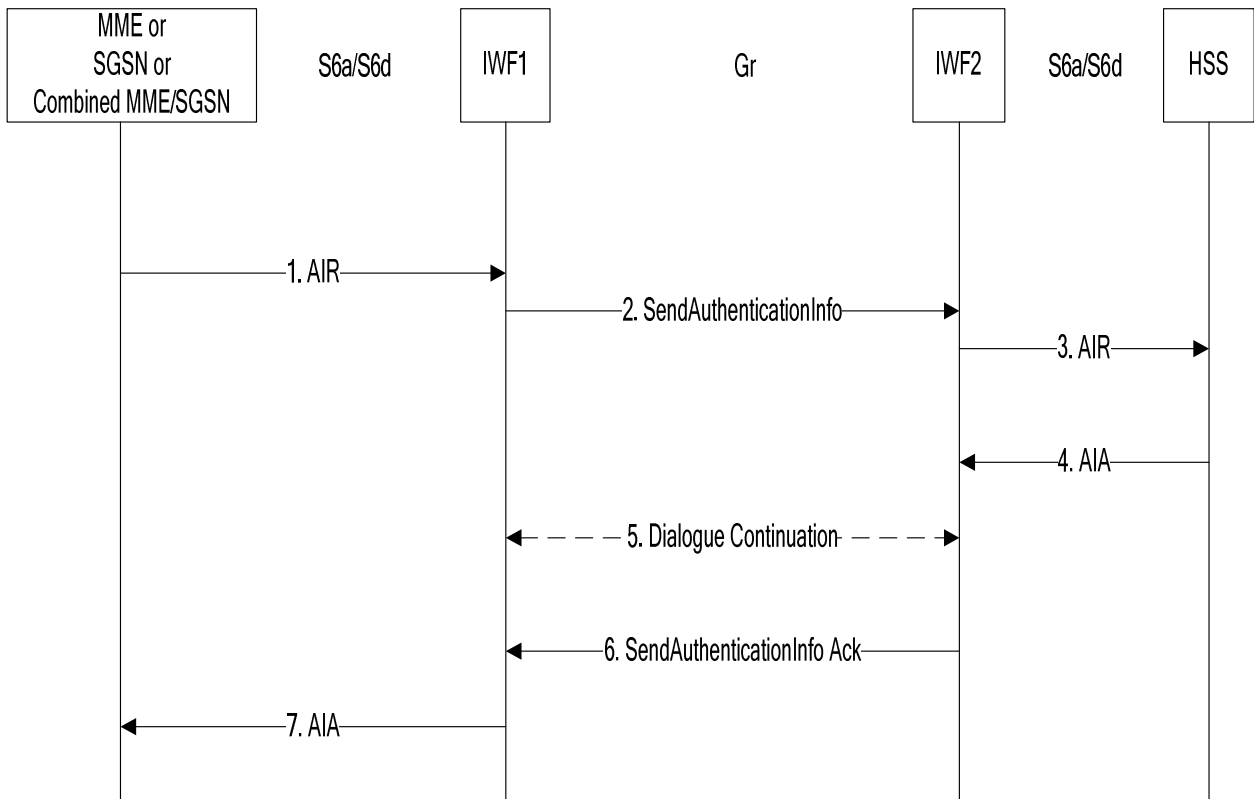 MME or
SGSN or
Combined MME/SGSN
S6a/S6d
IWF1
Gr
IWF2
S6a/S6d
HSS
1. AIR
2. SendAuthenticationInfo
3. AIR
4. AIA
5. Dialogue Continuation
6. SendAuthenticationInfo Ack
7. AIA